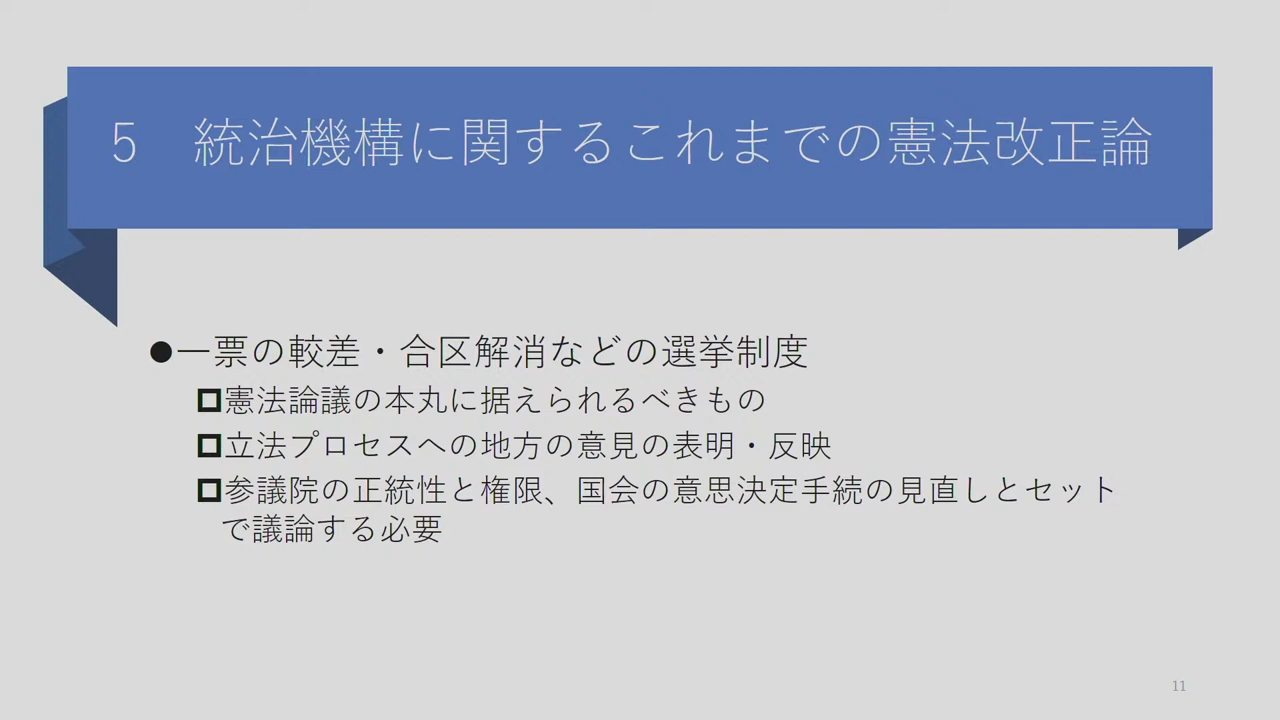 5　統治機構に関するこれまでの憲法改正論
●一票の較差・合区解消などの選挙制度
憲法論議の本丸に据えられるべきもの
立法プロセスへの地方の意見の表明・反映
参議院の正統性と権限、国会の意思決定手続の見直しとセット
で議論する必要
11